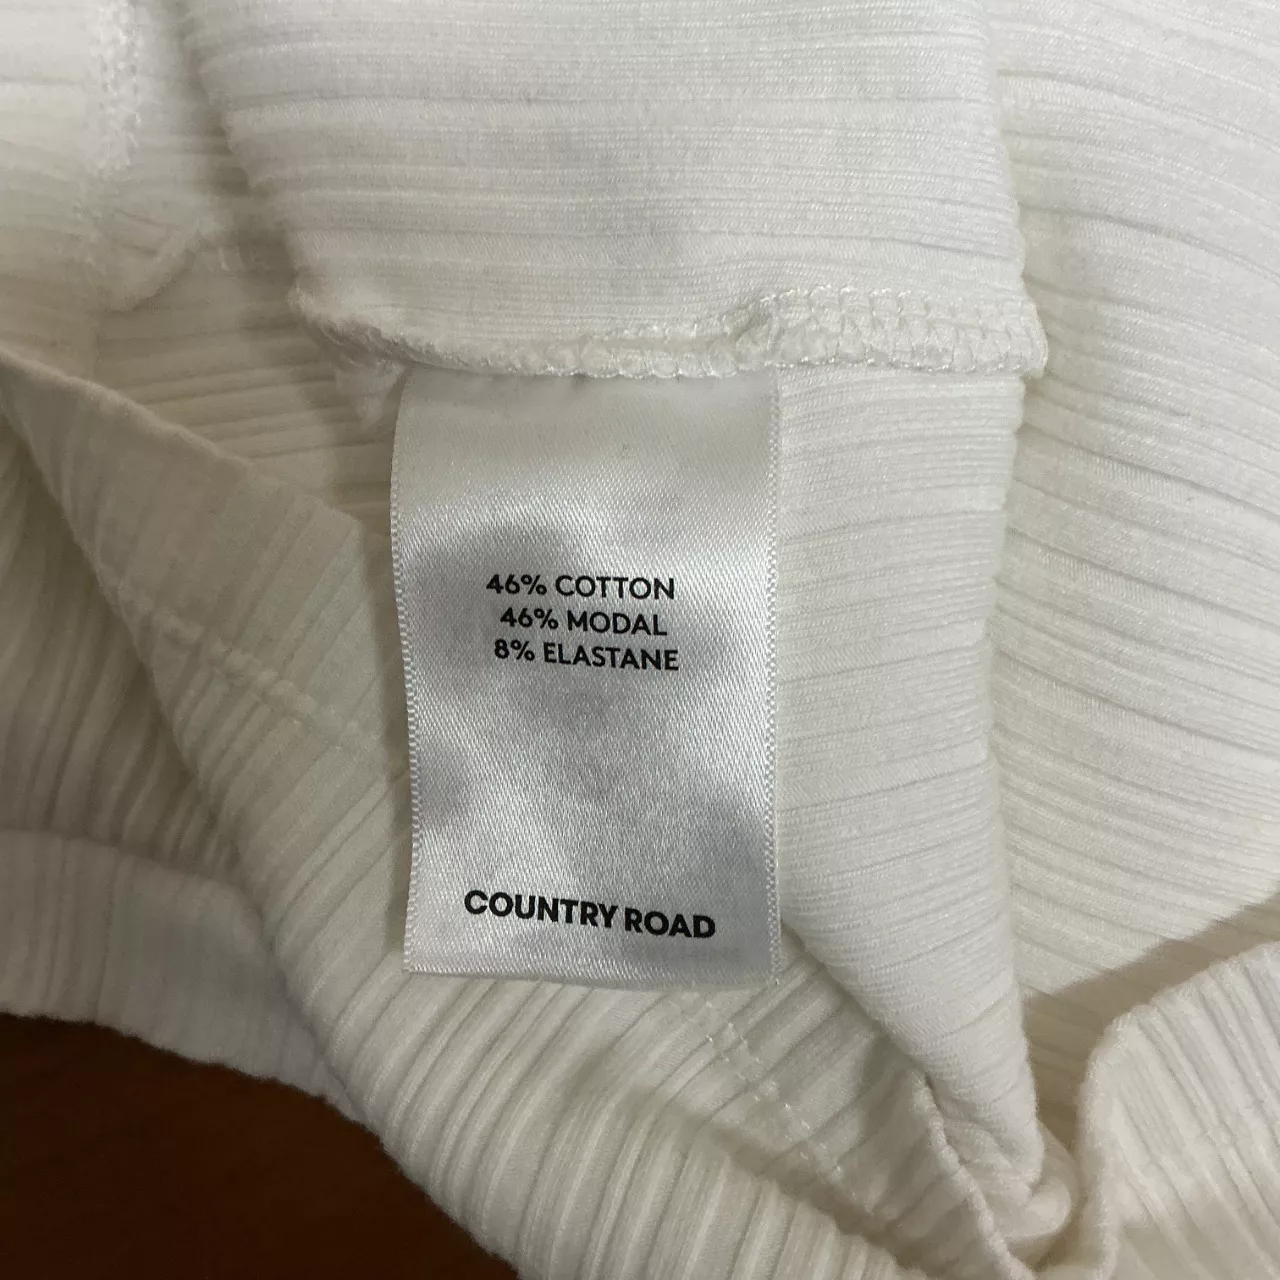 46% COTTON
46% MODAL
8% ELASTANE
COUNTRY ROAD